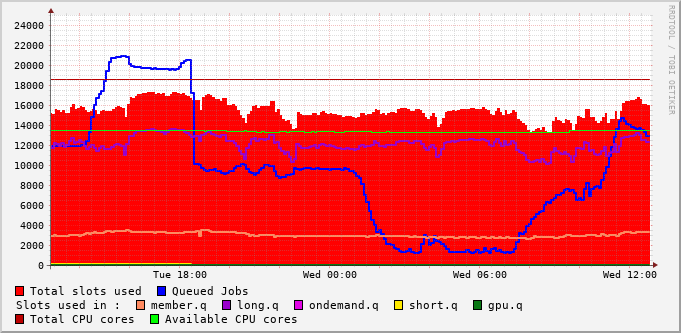 24000
22000
20000
18000
16000
14000
12000
10000
8000
6000
4000
2000
0
Tue 18:00 Wed 00:00 Wed 06:00 Wed 12:00
Total slots used Queued Jobs
Slots used in : member.q long.q ondemand.q short.q gpu.q
Total CPU cores Available CPU cores
RRDTOOL / TOBI OETIKER